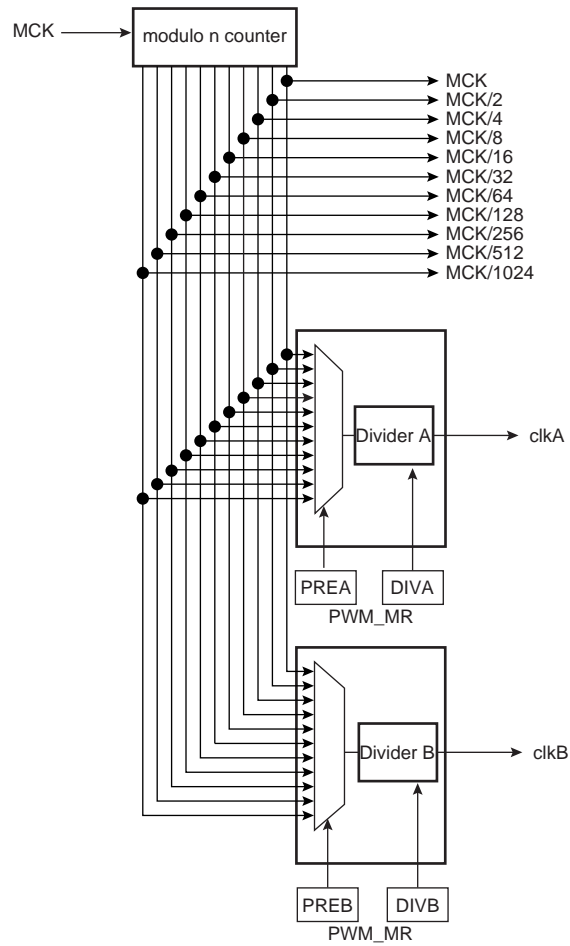 MCK
modulo n counter
MCK
MCK/2
MCK/4
MCK/8
MCK/16
MCK/32
MCK/64
MCK/128
MCK/256
MCK/512
MCK/1024
Divider A
clkA
PREA
DIVA
PWM_MR
Divider B
clkB
PREB
DIVB
PWM_MR